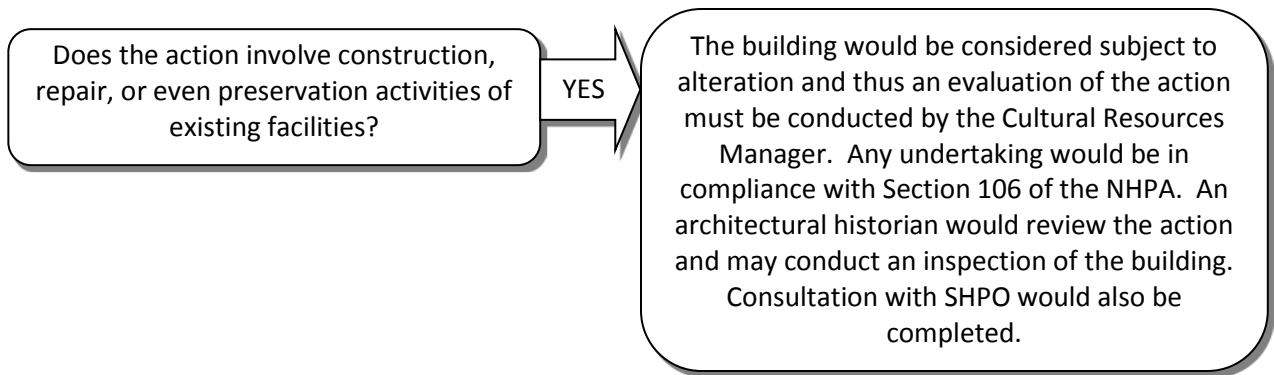 Does the action involve construction,
repair, or even preservation activities of
existing facilities?
YES
The building would be considered subject to
alteration and thus an evaluation of the action
must be conducted by the Cultural Resources
Manager.  Any undertaking would be in
compliance with Section 106 of the NHPA.  An
architectural historian would review the action
and may conduct an inspection of the building.
Consultation with SHPO would also be
completed.